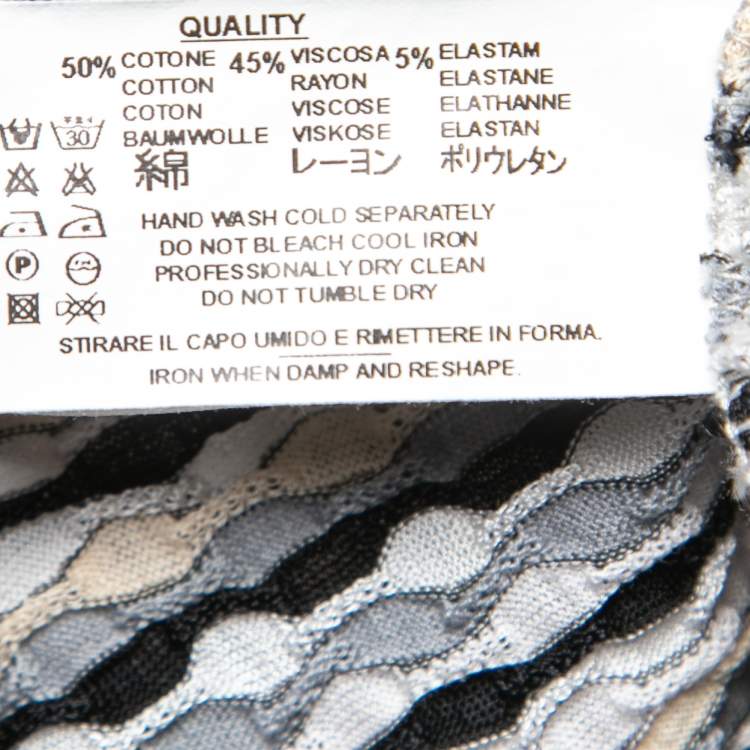 QUALITY
50% COTONE 45% VISCOSA 5% ELASTAM
COTTON RAYON ELASTANE
COTON VISCOSE ELATHANNE
BAUMWOLLE VISKOSE ELASTAN
綿 レーヨン ポリウレタン
30
P
HAND WASH COLD SEPARATELY
DO NOT BLEACH COOL IRON
PROFESSIONALLY DRY CLEAN
DO NOT TUMBLE DRY
STIRARE IL CAPO UMIDO E RIMETTERE IN FORMA.
IRON WHEN DAMP AND RESHAPE.